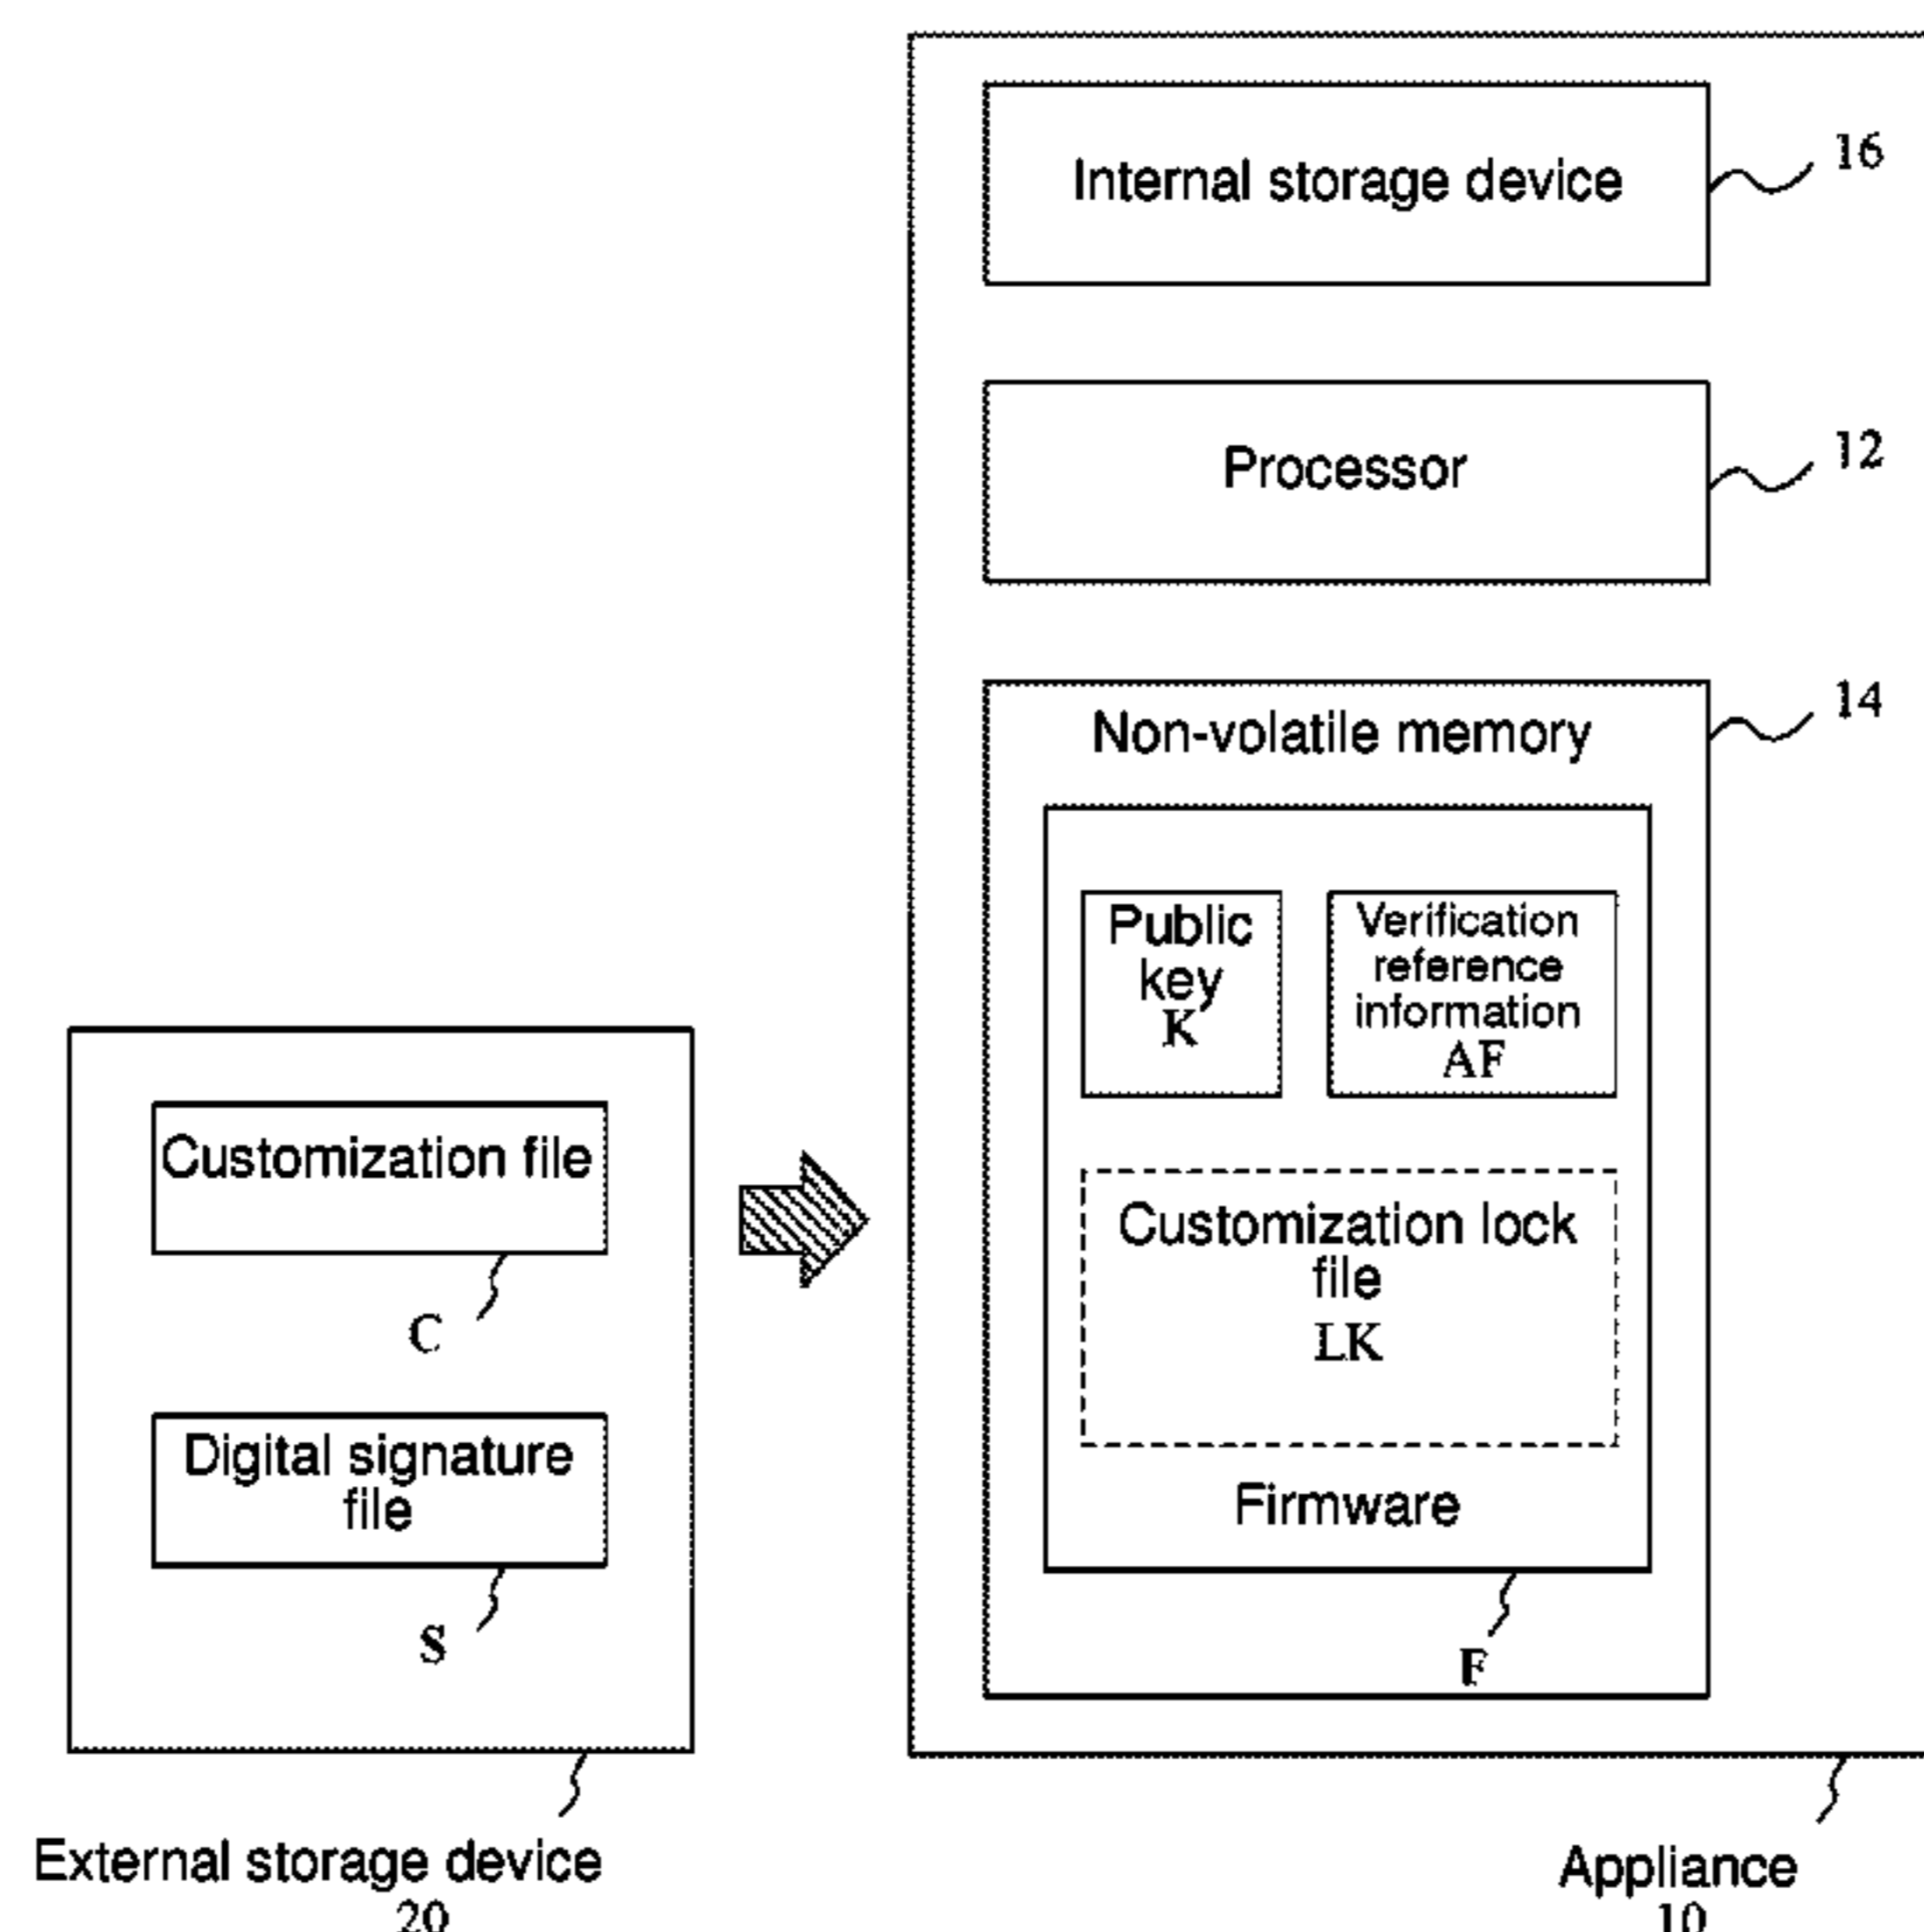 Internal storage device
16
Processor
12
Non-volatile memory
14
Public
key
K
Verification
reference
information
AF
Customization lock
file
LK
Firmware
F
Customization file
C
Digital signature
file
S
External storage device
20
Appliance
10